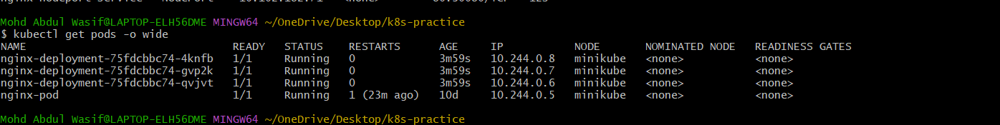 Mohd Abdul Wasif@LAPTOP-ELH56DME MINGW64 ~/OneDrive/Desktop/k8s-practice
$ kubectl get pods -o wide
NAME READY STATUS RESTARTS AGE IP NODE NOMINATED NODE READINESS GATES
nginx-deployment-75fdcbbc74-4knfb 1/1 Running 0 3m59s 10.244.0.8 minikube <none> <none>
nginx-deployment-75fdcbbc74-gvp2k 1/1 Running 0 3m59s 10.244.0.7 minikube <none> <none>
nginx-deployment-75fdcbbc74-qvjvt 1/1 Running 0 3m59s 10.244.0.6 minikube <none> <none>
nginx-pod 1/1 Running 1 (23m ago) 10d 10.244.0.5 minikube <none> <none>
Mohd Abdul Wasif@LAPTOP-ELH56DME MINGW64 ~/OneDrive/Desktop/k8s-practice